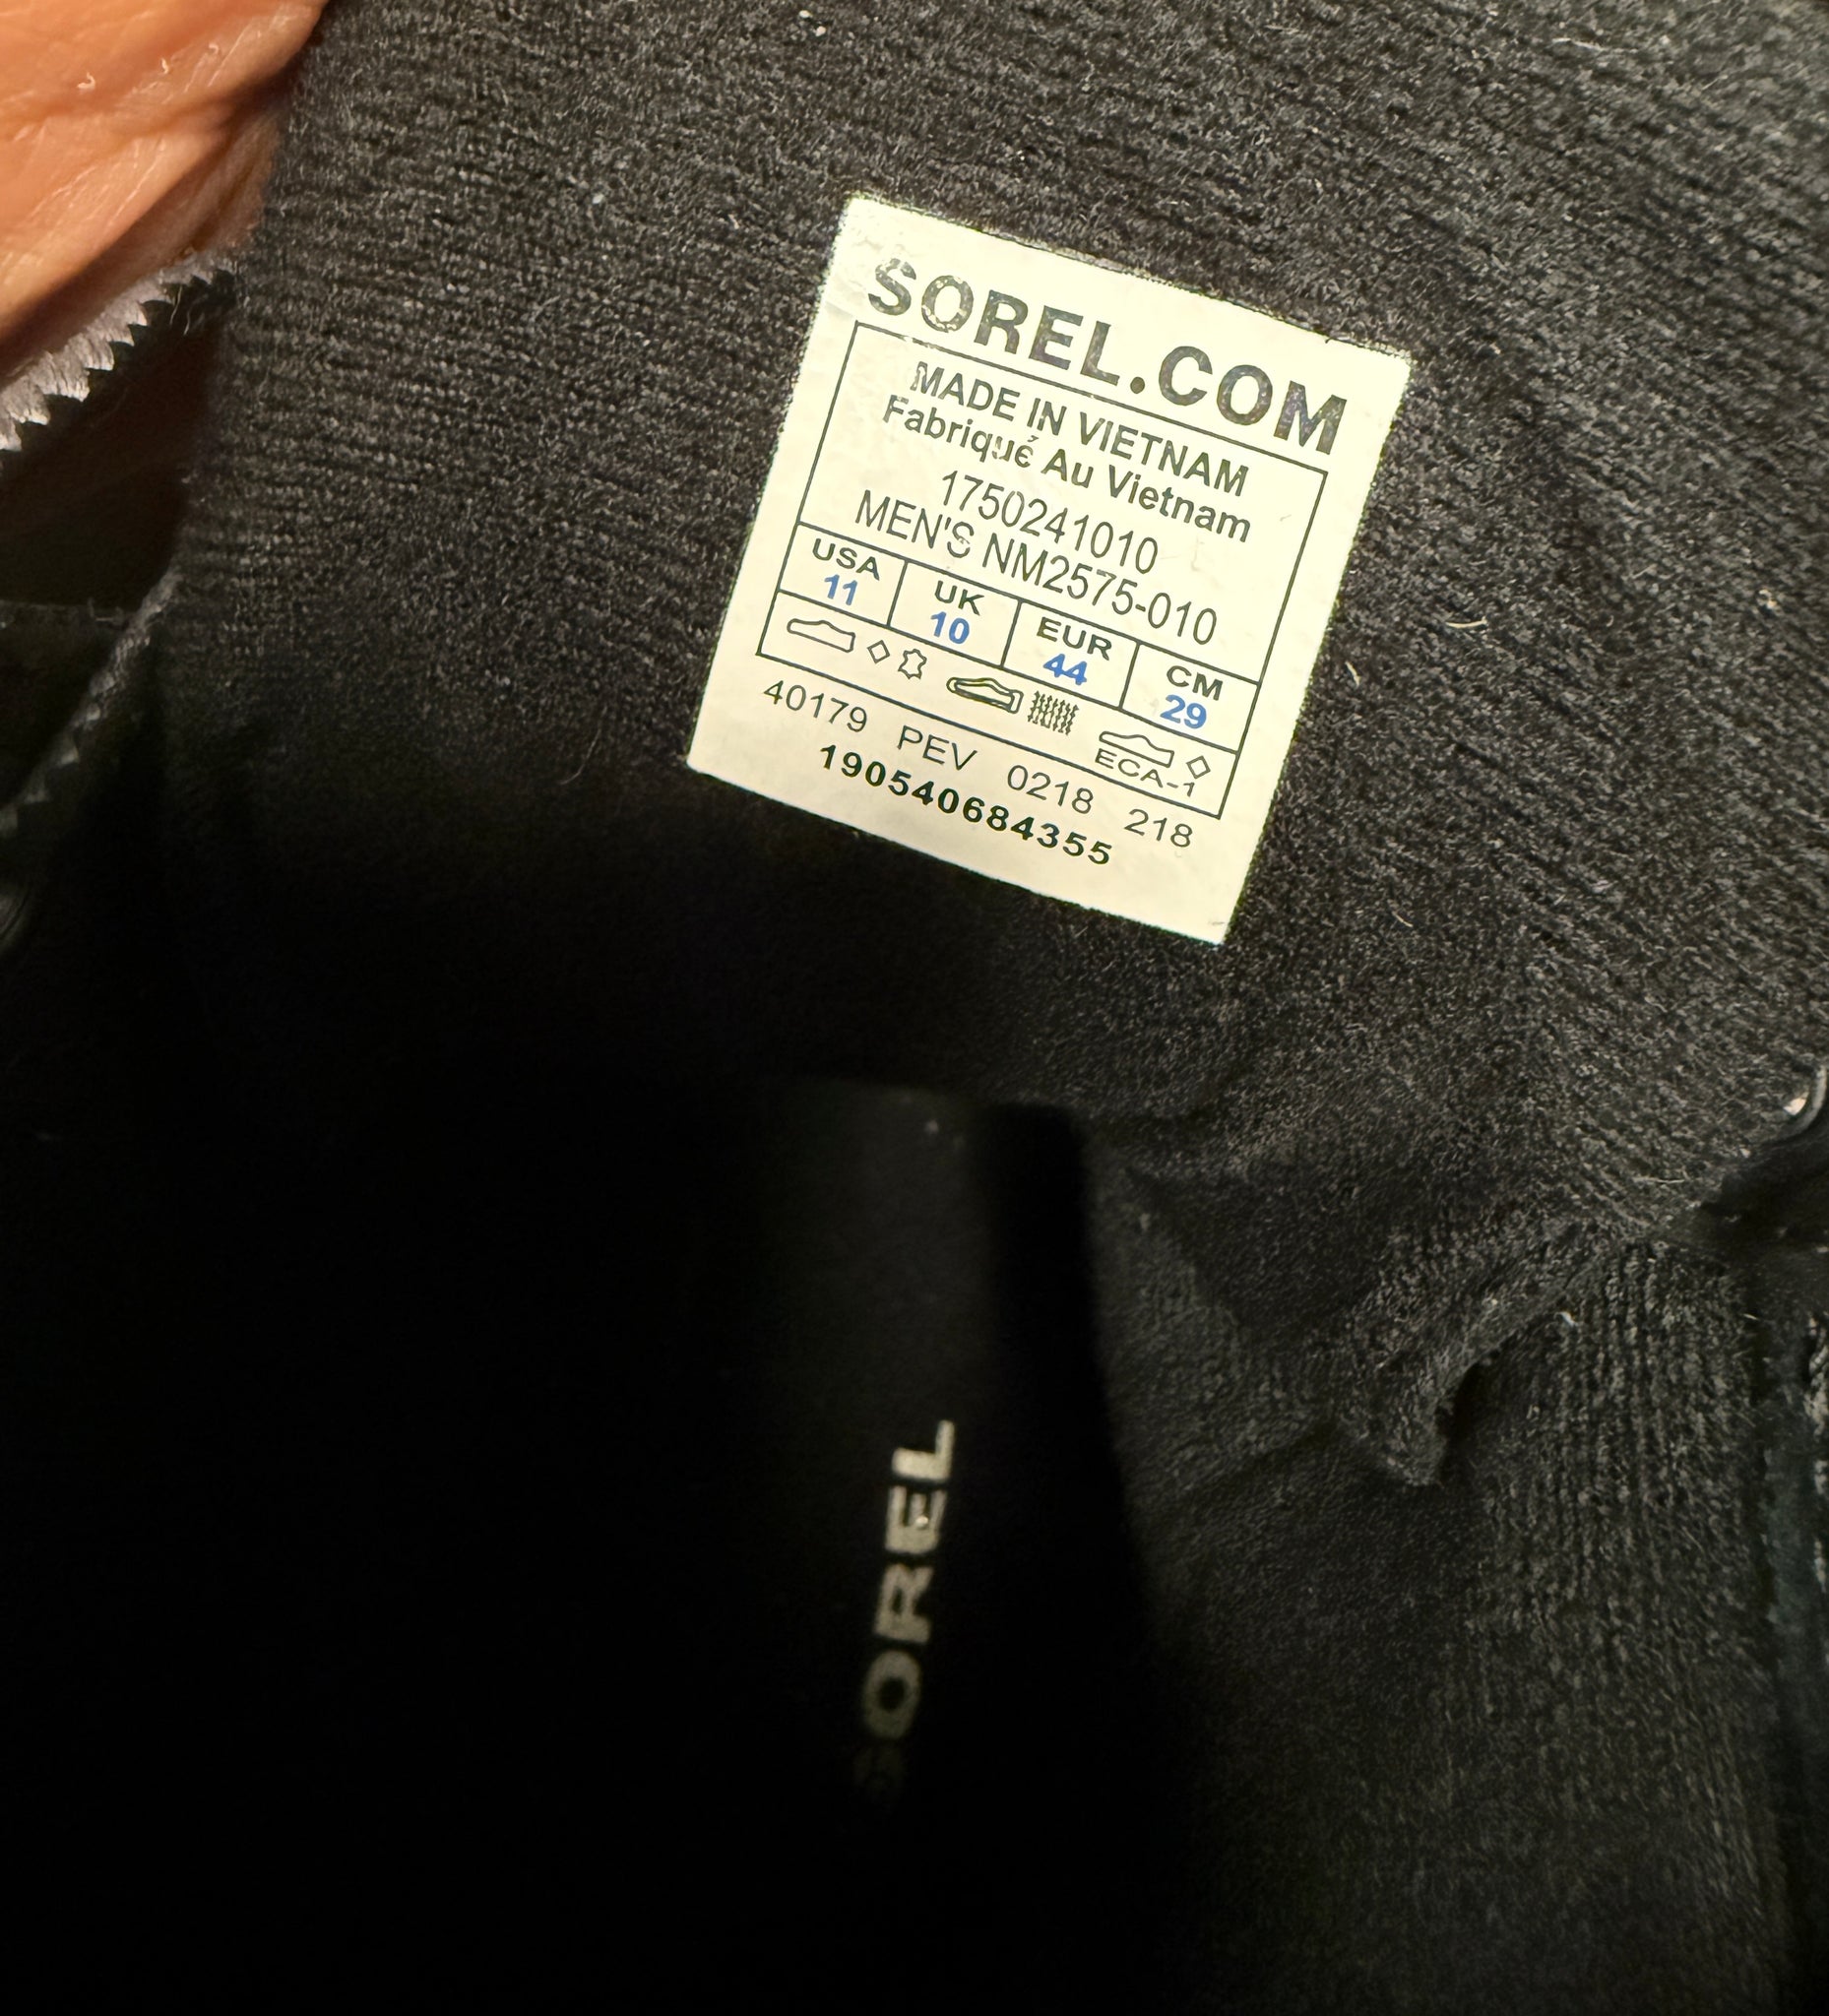 SOREL.COM
MADE IN VIETNAM
Fabriqué Au Vietnam
1750241010
MEN'S NM2575-010
USA UK EUR CM
11 10 44 29
ECA-1
40179 PEV 0218 218
190540684355
SOREL